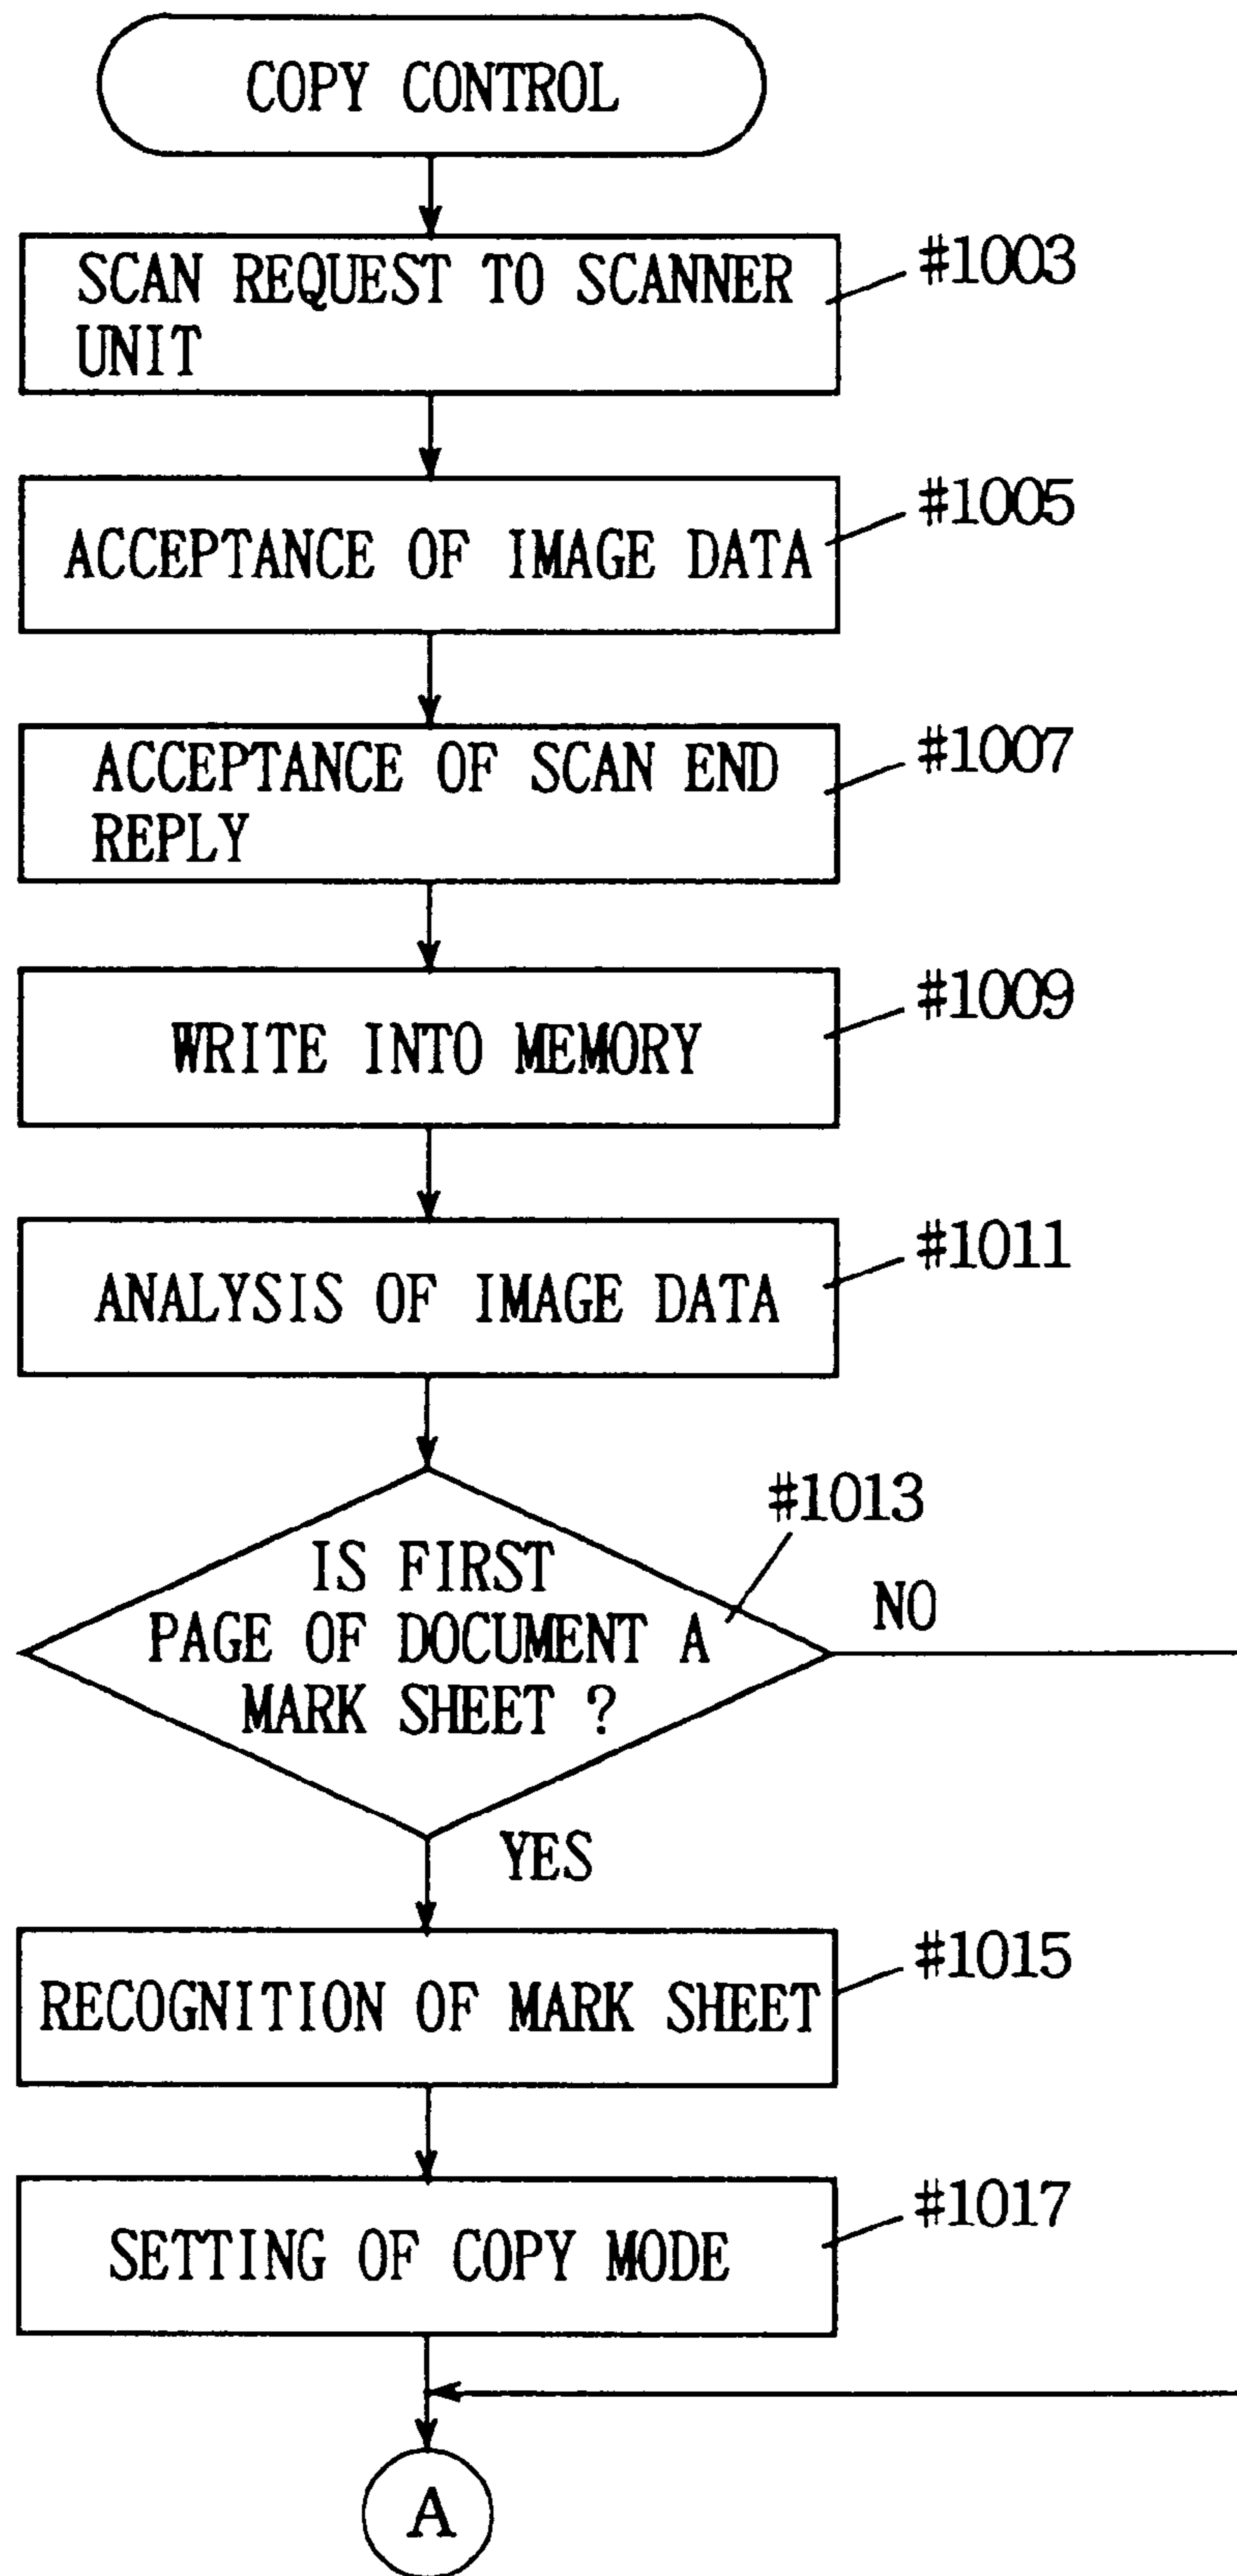 COPY CONTROL
SCAN REQUEST TO SCANNER
UNIT
#1003
ACCEPTANCE OF IMAGE DATA
#1005
ACCEPTANCE OF SCAN END
REPLY
#1007
WRITE INTO MEMORY
#1009
ANALYSIS OF IMAGE DATA
#1011
IS FIRST
PAGE OF DOCUMENT A
MARK SHEET ?
#1013
NO
YES
RECOGNITION OF MARK SHEET
#1015
SETTING OF COPY MODE
#1017
A